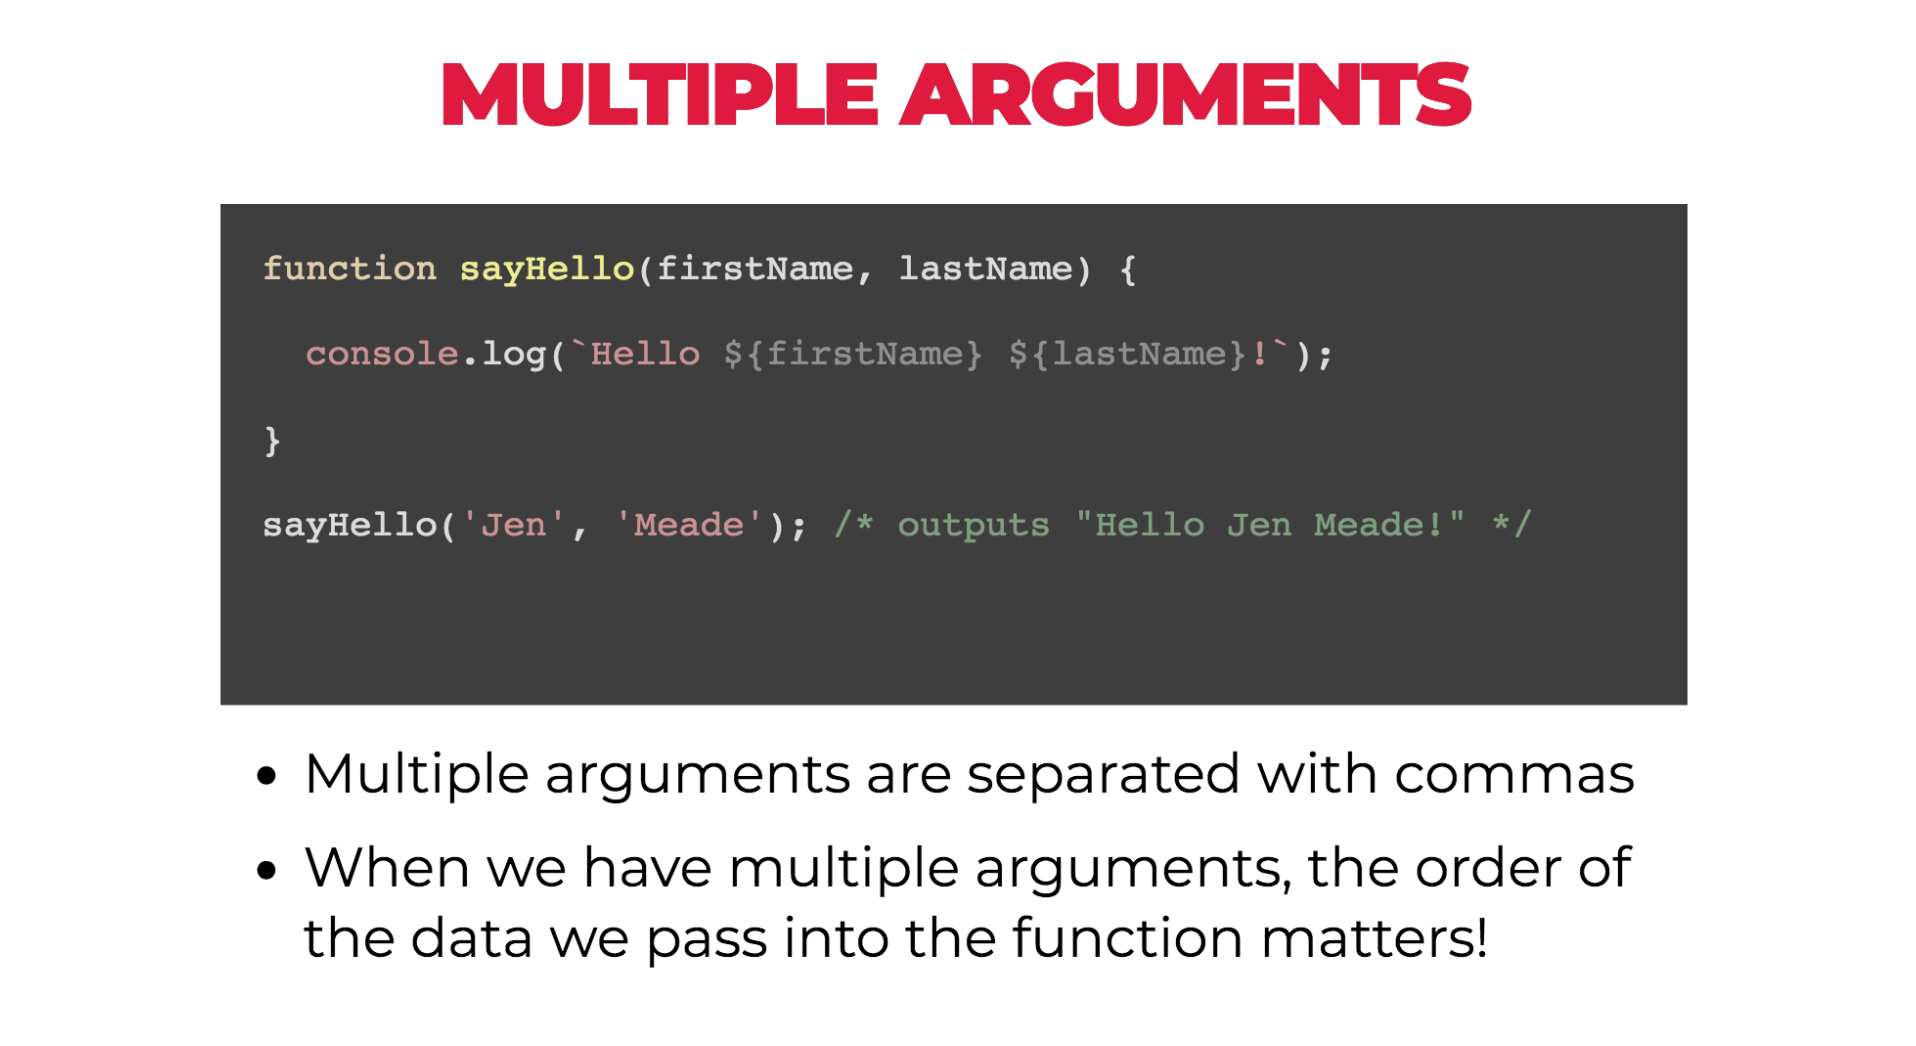 MULTIPLE ARGUMENTS
function sayHello(firstName, lastName) {
console.log(`Hello ${firstName} ${lastName}!`);
}
sayHello('Jen', 'Meade'); /* outputs "Hello Jen Meade!" */
• Multiple arguments are separated with commas
• When we have multiple arguments, the order of
the data we pass into the function matters!